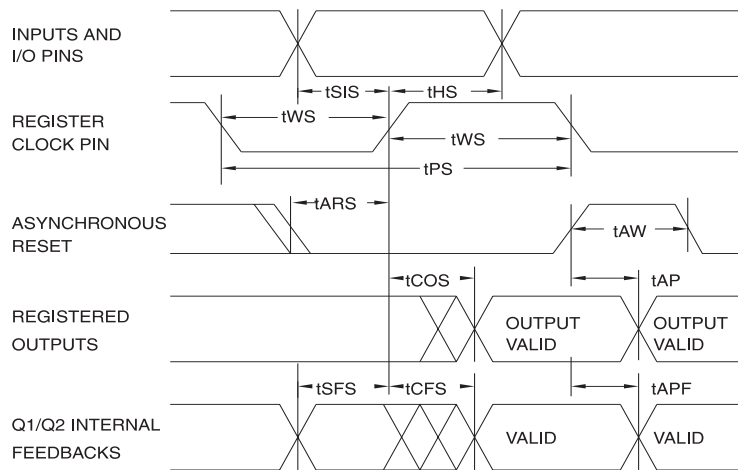 INPUTS AND
I/O PINS
tSIS
tHS
REGISTER
CLOCK PIN
tWS
tWS
tPS
ASYNCHRONOUS
RESET
tARS
tAW
tCOS
tAP
REGISTERED
OUTPUTS
OUTPUT
VALID
OUTPUT
VALID
tSFS
tCFS
tAPF
Q1/Q2 INTERNAL
FEEDBACKS
VALID
VALID